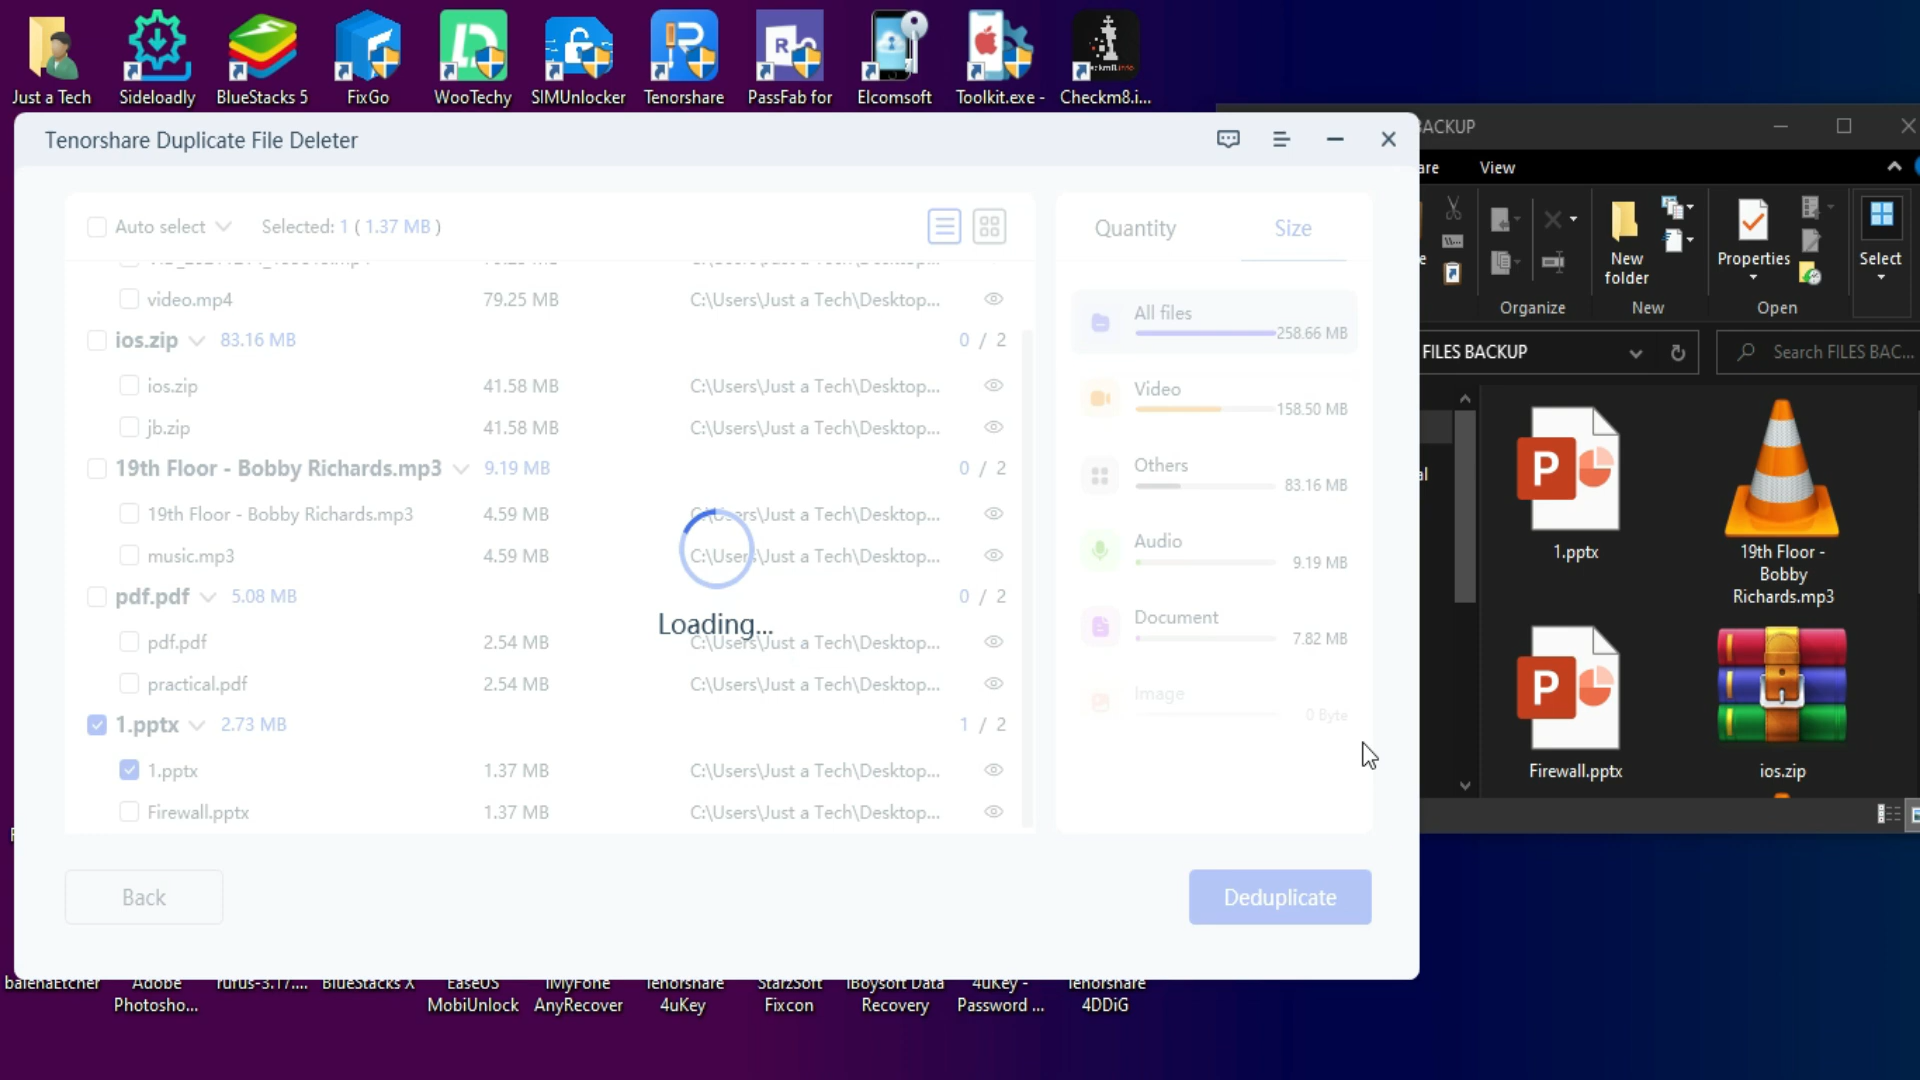 Just a Tech
Sideloadly
BlueStacks 5
FixGo
WooTechy
SIMUnlocker
Tenorshare
PassFab for
Elcomsoft
Toolkit.exe -
Checkm8.i...
Tenorshare Duplicate File Deleter
Auto select
Selected: 1 ( 1.37 MB )
video.mp4 79.25 MB C:\Users\Just a Tech\Desktop...
ios.zip 83.16 MB 0 / 2
ios.zip 41.58 MB C:\Users\Just a Tech\Desktop...
jb.zip 41.58 MB C:\Users\Just a Tech\Desktop...
19th Floor - Bobby Richards.mp3 9.19 MB 0 / 2
19th Floor - Bobby Richards.mp3 4.59 MB C:\Users\Just a Tech\Desktop...
music.mp3 4.59 MB C:\Users\Just a Tech\Desktop...
pdf.pdf 5.08 MB 0 / 2
Loading...
pdf.pdf 2.54 MB C:\Users\Just a Tech\Desktop...
practical.pdf 2.54 MB C:\Users\Just a Tech\Desktop...
1.pptx 2.73 MB 1 / 2
1.pptx 1.37 MB C:\Users\Just a Tech\Desktop...
Firewall.pptx 1.37 MB C:\Users\Just a Tech\Desktop...
Quantity Size
All files
258.66 MB
Video
158.50 MB
Others
83.16 MB
Audio
9.19 MB
Document
7.82 MB
Image
0 Byte
Back
Deduplicate
BACKUP
are View
New
folder
Properties
Select
Organize New Open
FILES BACKUP
Search FILES BAC...
1.pptx
19th Floor -
Bobby
Richards.mp3
Firewall.pptx
ios.zip
balenaEtcher
Adobe
Photosho...
rufus-3.17....
BlueStacks X
EaseUS
MobiUnlock
iMyFone
AnyRecover
Tenorshare
4uKey
StarzSoft
Fixcon
iBoysoft Data
Recovery
4uKey -
Password ...
Tenorshare
4DDiG